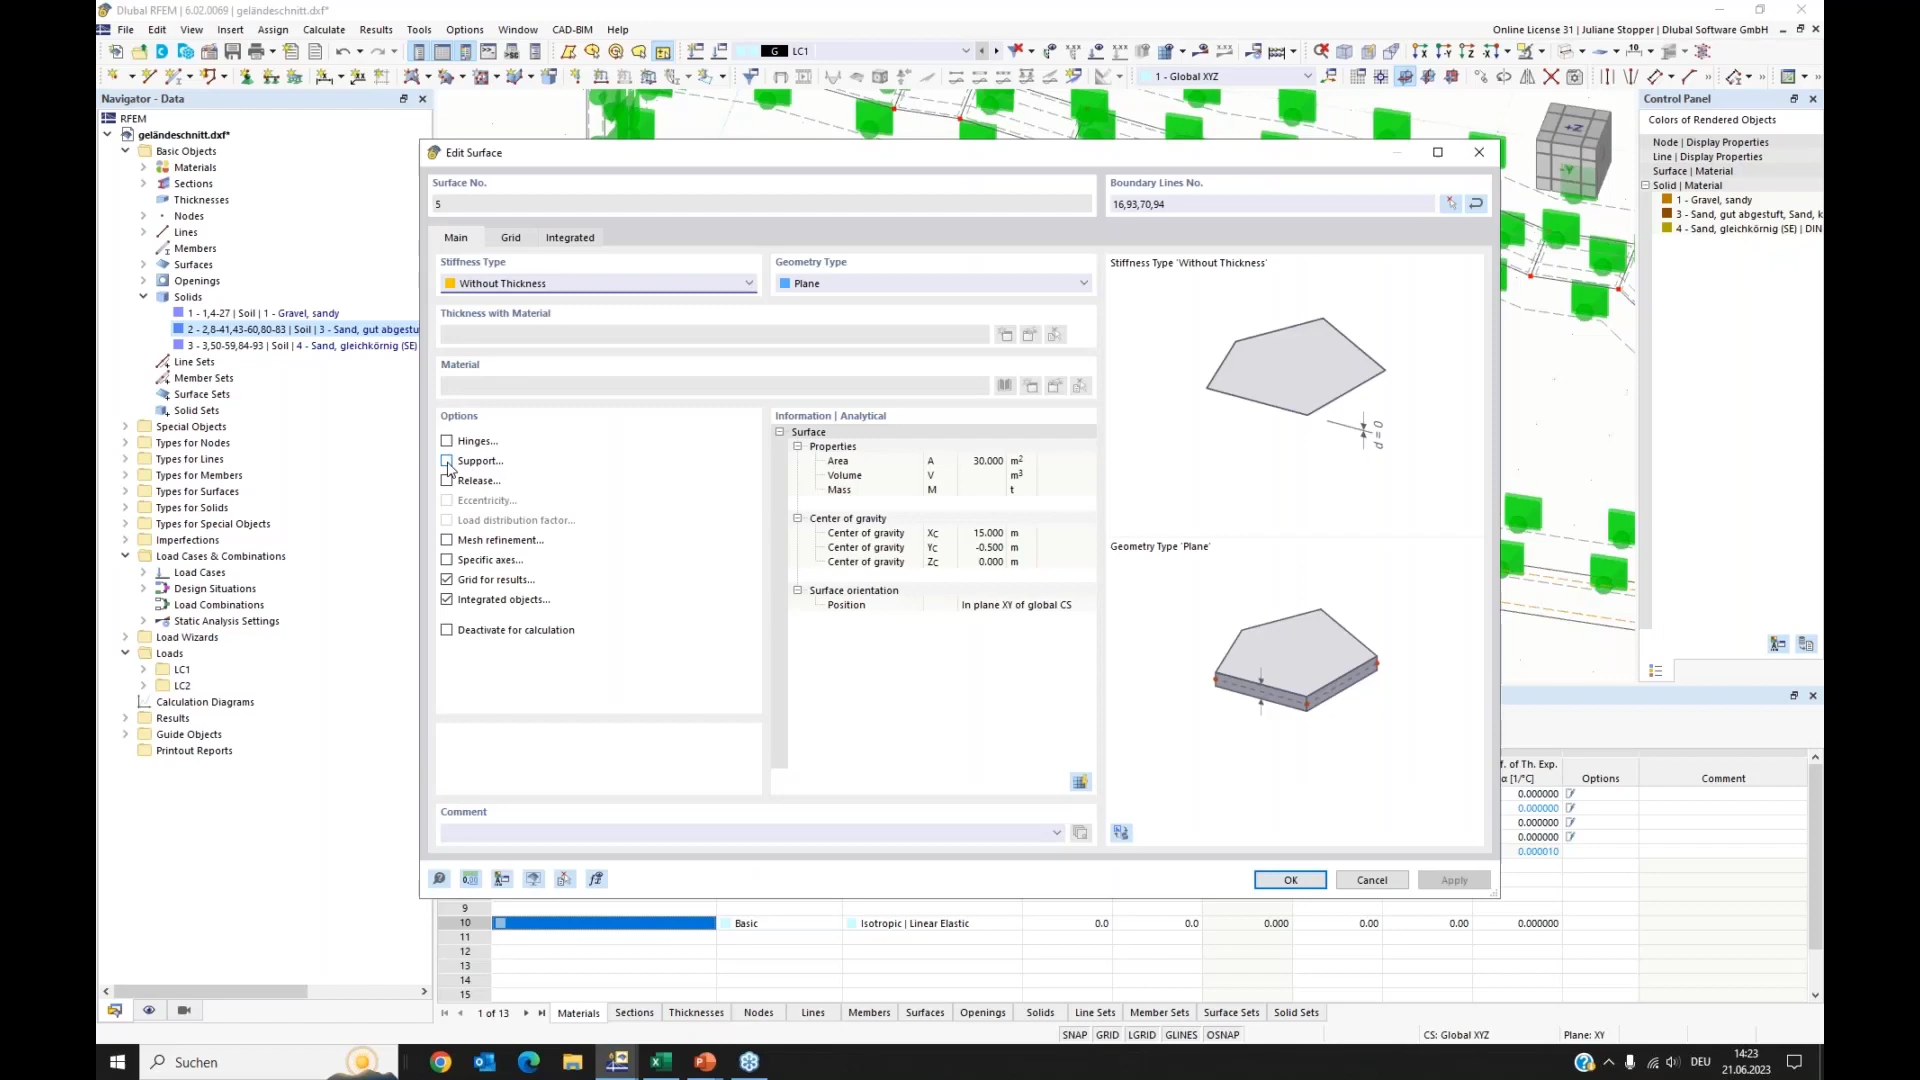 Dlubal RFEM | 6.02.0069 | geländeschnitt.dxf*
File Edit View Insert Assign Calculate Results Tools Options Window CAD-BIM Help
Online License 31 | Juliane Stopper | Dlubal Software GmbH
G LC1
1 - Global XYZ
Navigator - Data
RFEM
geländeschnitt.dxf*
Basic Objects
Materials
Sections
Thicknesses
Nodes
Lines
Members
Surfaces
Openings
Solids
1 - 1,4-27 | Soil | 1 - Gravel, sandy
2 - 2,8-41,43-60,80-83 | Soil | 3 - Sand, gut abgestu
3 - 3,50-59,84-93 | Soil | 4 - Sand, gleichkörnig (SE)
Line Sets
Member Sets
Surface Sets
Solid Sets
Special Objects
Types for Nodes
Types for Lines
Types for Members
Types for Surfaces
Types for Solids
Types for Special Objects
Imperfections
Load Cases & Combinations
Load Cases
Design Situations
Load Combinations
Static Analysis Settings
Load Wizards
Loads
LC1
LC2
Calculation Diagrams
Results
Guide Objects
Printout Reports
Edit Surface
Surface No.
5
Boundary Lines No.
16,93,70,94
Main Grid Integrated
Stiffness Type
Without Thickness
Geometry Type
Plane
Thickness with Material
Material
Options
Hinges...
Support...
Release...
Eccentricity...
Load distribution factor...
Mesh refinement...
Specific axes...
Grid for results...
Integrated objects...
Deactivate for calculation
Information | Analytical
Surface
Properties
Area A 30.000 m²
Volume V m³
Mass M t
Center of gravity
Center of gravity Xc 15.000 m
Center of gravity Yc -0.500 m
Center of gravity Zc 0.000 m
Surface orientation
Position In plane XY of global CS
Stiffness Type 'Without Thickness'
d = 0
Geometry Type 'Plane'
Comment
OK Cancel Apply
+Z
-Y
Control Panel
Colors of Rendered Objects
Node | Display Properties
Line | Display Properties
Surface | Material
Solid | Material
1 - Gravel, sandy
3 - Sand, gut abgestuft, Sand, k
4 - Sand, gleichkörnig (SE) | DIN
f. of Th. Exp.
α [1/°C] Options Comment
0.000000
0.000000
0.000000
0.000000
0.000010
9
10 Basic Isotropic | Linear Elastic 0.0 0.0 0.000 0.00 0.00 0.000000
11
12
13
14
15
1 of 13 Materials Sections Thicknesses Nodes Lines Members Surfaces Openings Solids Line Sets Member Sets Surface Sets Solid Sets
SNAP GRID LGRID GLINES OSNAP
CS: Global XYZ Plane: XY
Suchen
DEU
14:23
21.06.2023